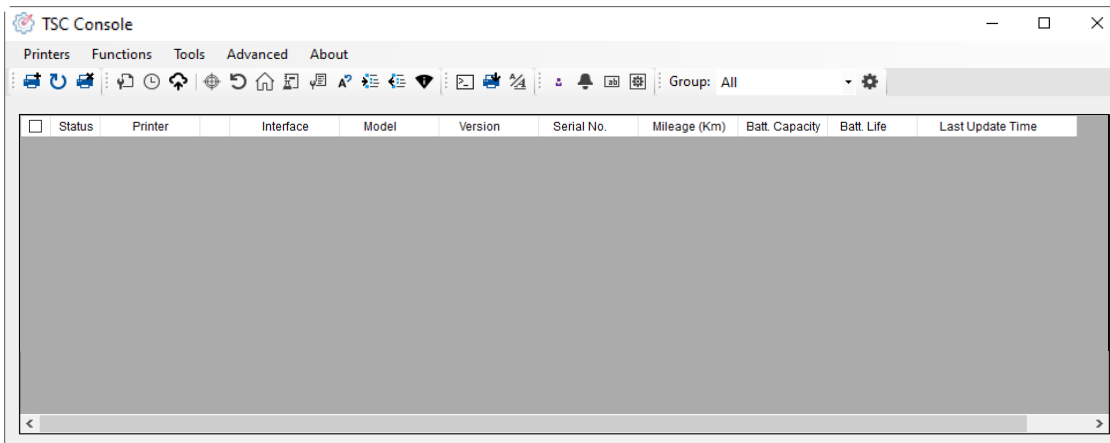 TSC Console
Printers Functions Tools Advanced About
Group: All
Status Printer Interface Model Version Serial No. Mileage (Km) Batt. Capacity Batt. Life Last Update Time